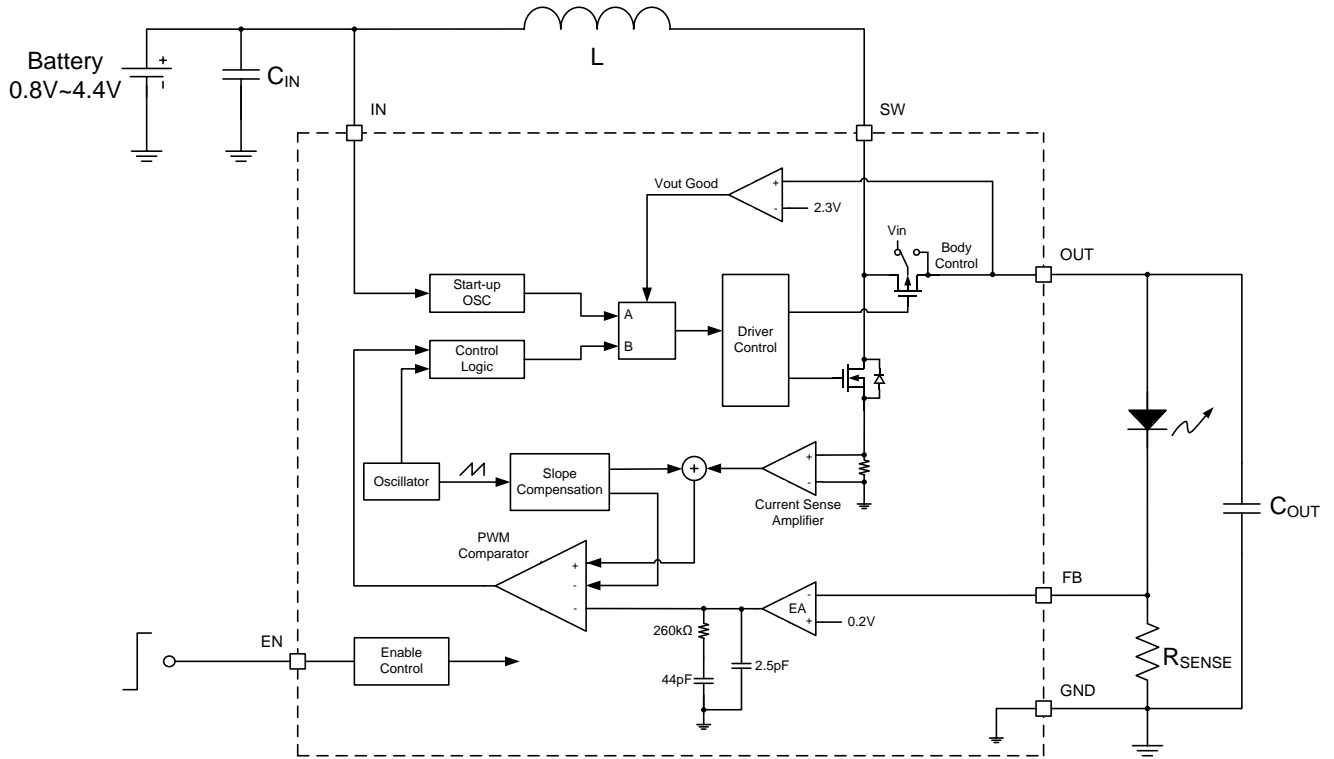 L
Battery
0.8V~4.4V
+
-
CIN
IN
SW
Vout Good
+
-
2.3V
Vin
Body
Control
OUT
Start-up
OSC
A
B
Driver
Control
Control
Logic
Oscillator
Slope
Compensation
+
+
-
Current Sense
Amplifier
COUT
PWM
Comparator
+
-
-
EA
-
+
0.2V
FB
260kΩ
44pF
2.5pF
RSENSE
EN
Enable
Control
GND